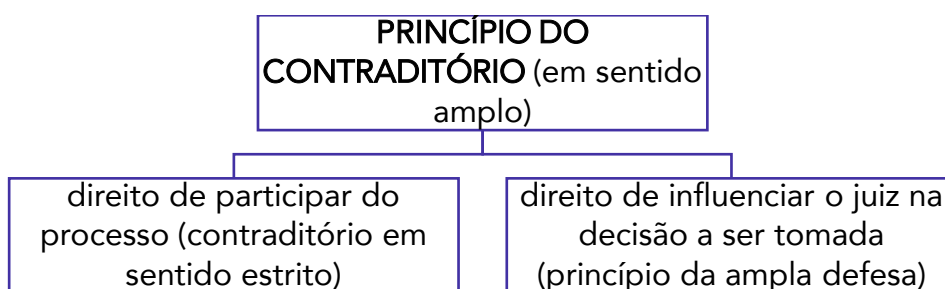 PRINCÍPIO DO
CONTRADITÓRIO (em sentido
amplo)
direito de participar do
processo (contraditório em
sentido estrito)
direito de influenciar o juiz na
decisão a ser tomada
(princípio da ampla defesa)